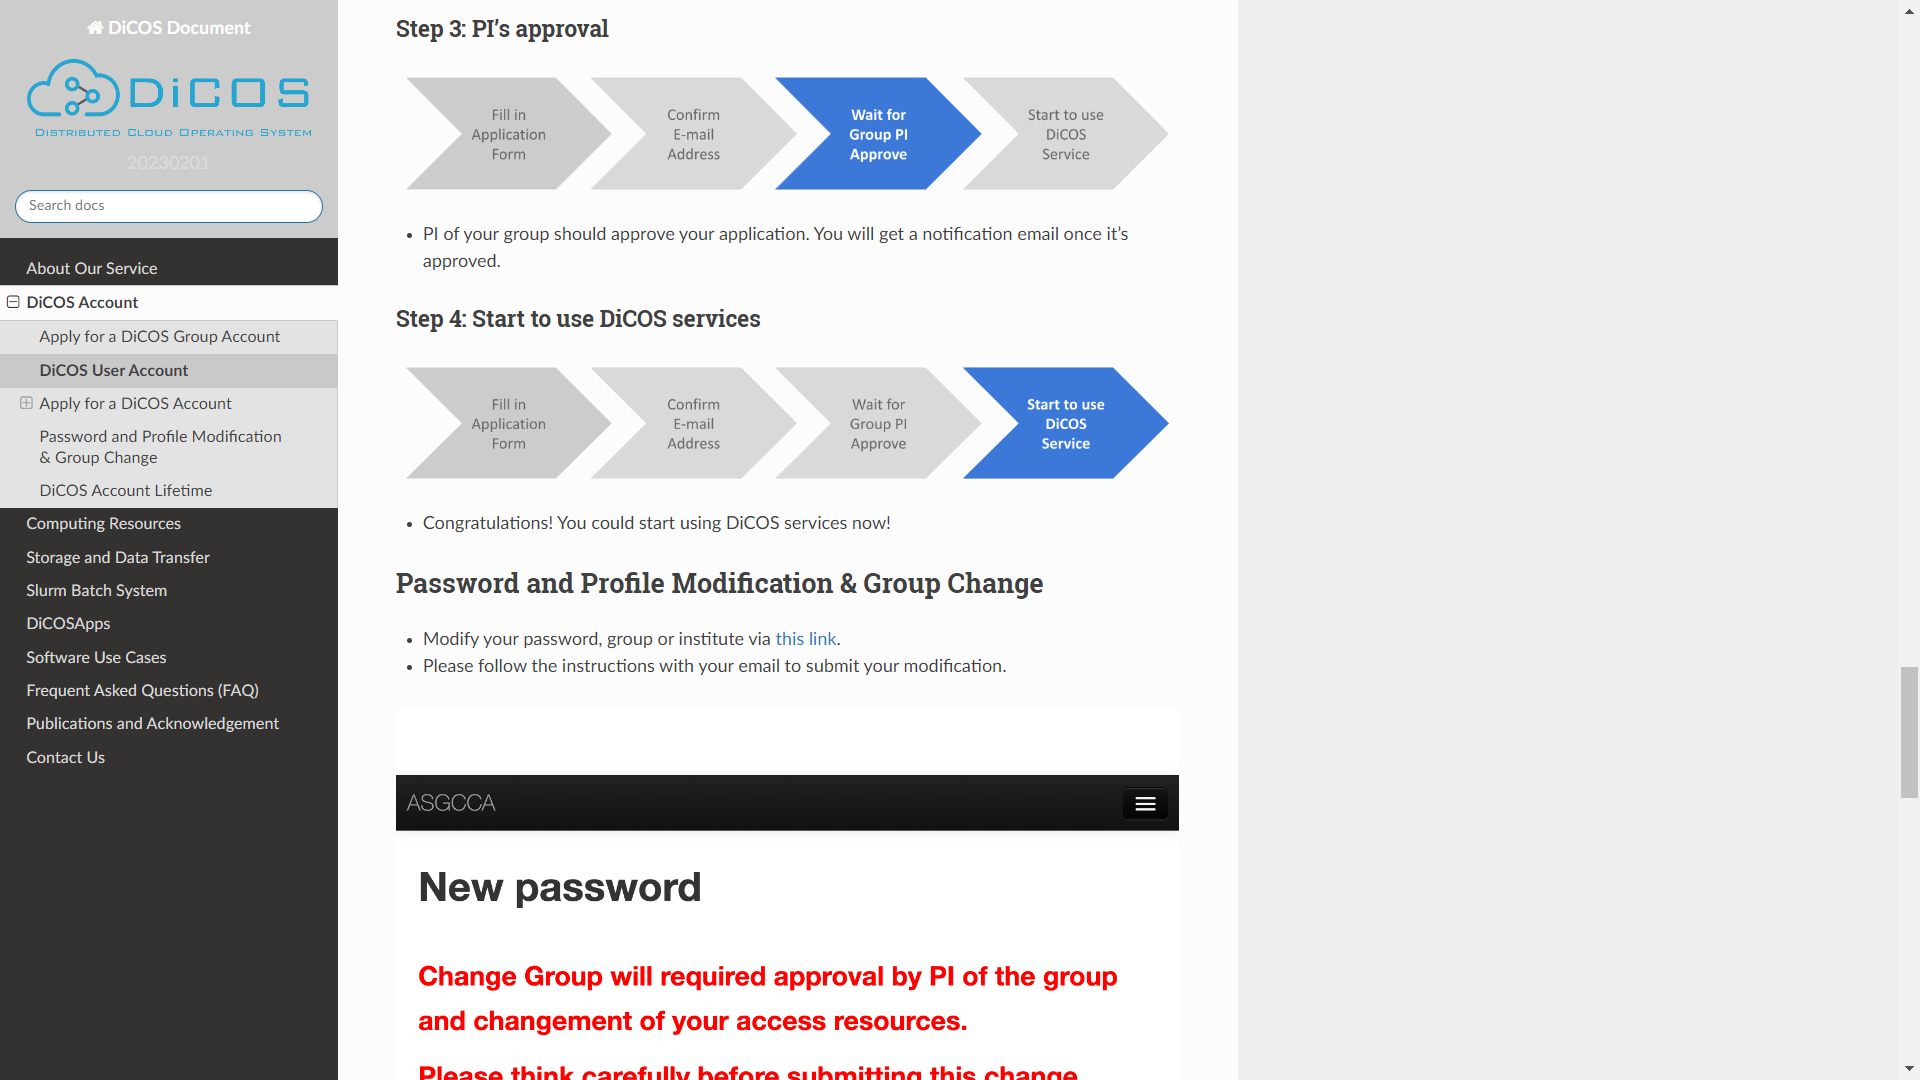 DiCOS Document
DiCOS
Distributed Cloud Operating System
20230201
Search docs
About Our Service
DiCOS Account
Apply for a DiCOS Group Account
DiCOS User Account
Apply for a DiCOS Account
Password and Profile Modification
& Group Change
DiCOS Account Lifetime
Computing Resources
Storage and Data Transfer
Slurm Batch System
DiCOSApps
Software Use Cases
Frequent Asked Questions (FAQ)
Publications and Acknowledgement
Contact Us
Step 3: PI’s approval
Fill in
Application
Form
Confirm
E-mail
Address
Wait for
Group PI
Approve
Start to use
DiCOS
Service
PI of your group should approve your application. You will get a notification email once it’s
approved.
Step 4: Start to use DiCOS services
Fill in
Application
Form
Confirm
E-mail
Address
Wait for
Group PI
Approve
Start to use
DiCOS
Service
Congratulations! You could start using DiCOS services now!
Password and Profile Modification & Group Change
Modify your password, group or institute via this link.
Please follow the instructions with your email to submit your modification.
ASGCCA
New password
Change Group will required approval by PI of the group
and changement of your access resources.
Please think carefully before submitting this change